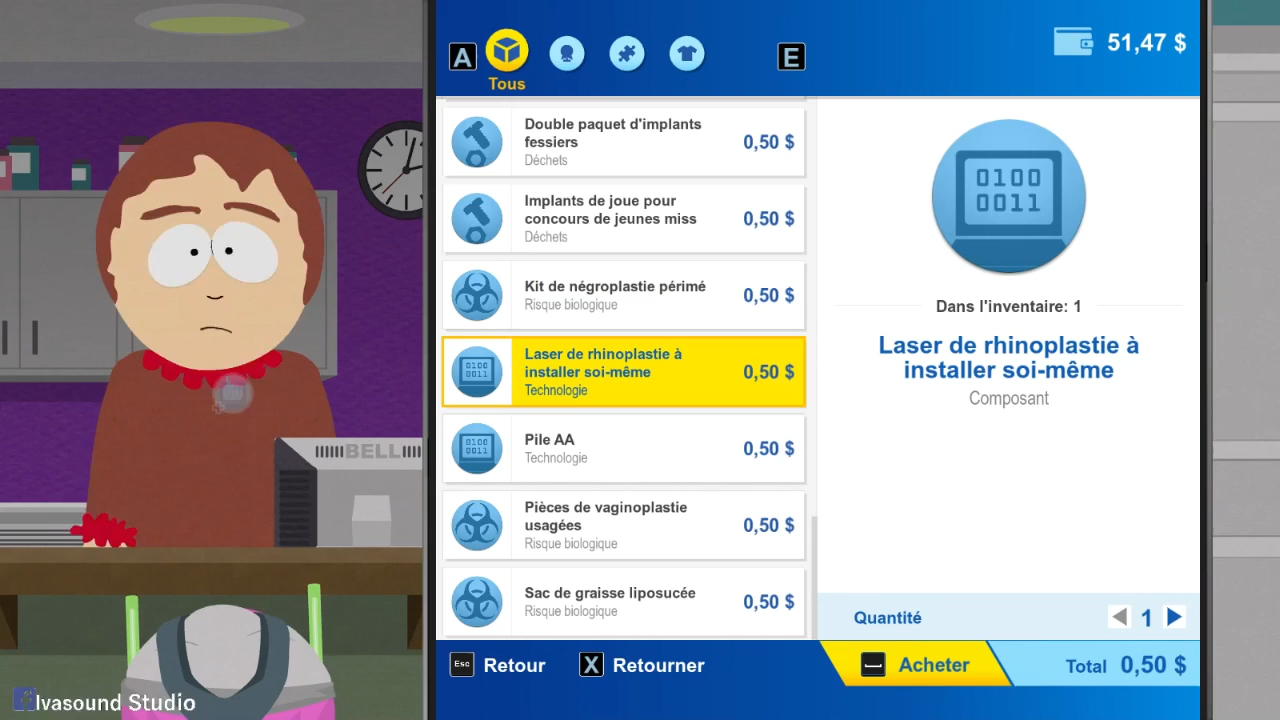 A
Tous
E
51,47 $
Double paquet d'implants
fessiers
Déchets
0,50 $
Implants de joue pour
concours de jeunes miss
Déchets
0,50 $
Kit de négroplastie périmé
Risque biologique
0,50 $
0100
0011
Laser de rhinoplastie à
installer soi-même
Technologie
0,50 $
0100
0011
Pile AA
Technologie
0,50 $
Pièces de vaginoplastie
usagées
Risque biologique
0,50 $
Sac de graisse liposucée
Risque biologique
0,50 $
0100
0011
Dans l'inventaire: 1
Laser de rhinoplastie à
installer soi-même
Composant
Quantité
1
Esc Retour
X Retourner
Acheter
Total 0,50 $
BELL
Ivasound Studio